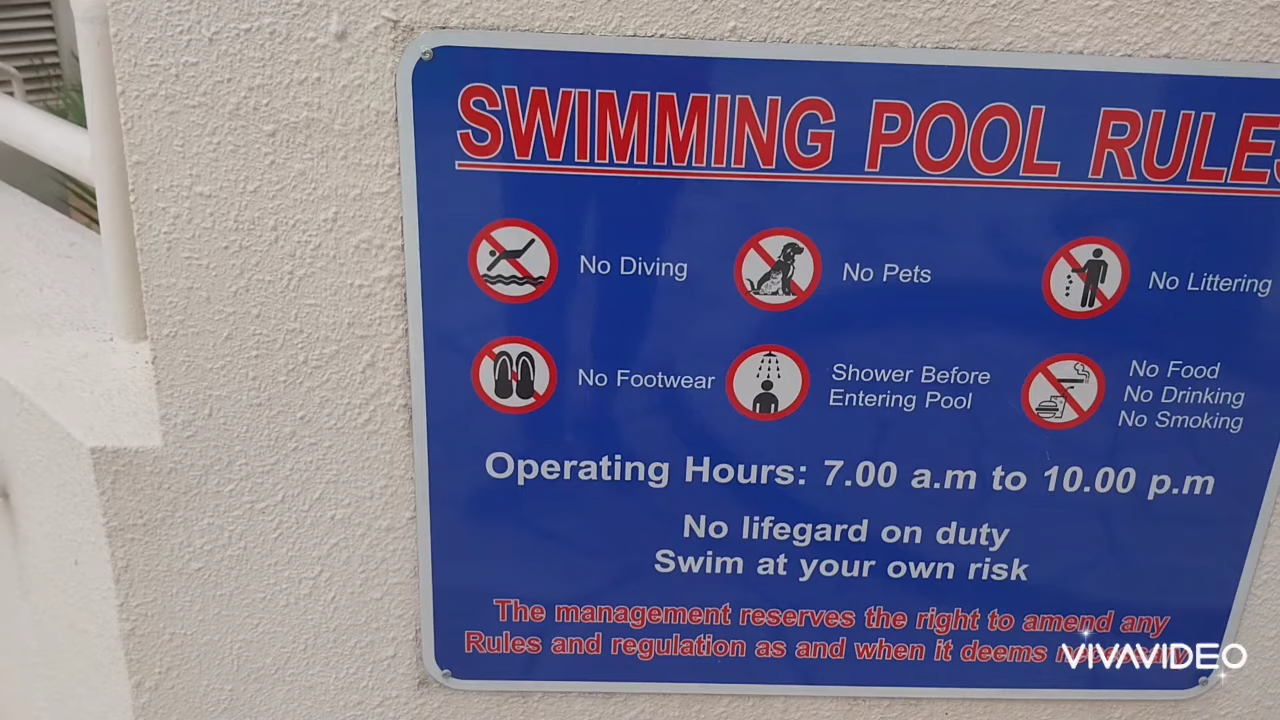 SWIMMING POOL RULES
No Diving
No Pets
No Littering
No Footwear
Shower Before
Entering Pool
No Food
No Drinking
No Smoking
Operating Hours: 7.00 a.m to 10.00 p.m
No lifegard on duty
Swim at your own risk
The management reserves the right to amend any
Rules and regulation as and when it deems necessary
VIVAVIDEO